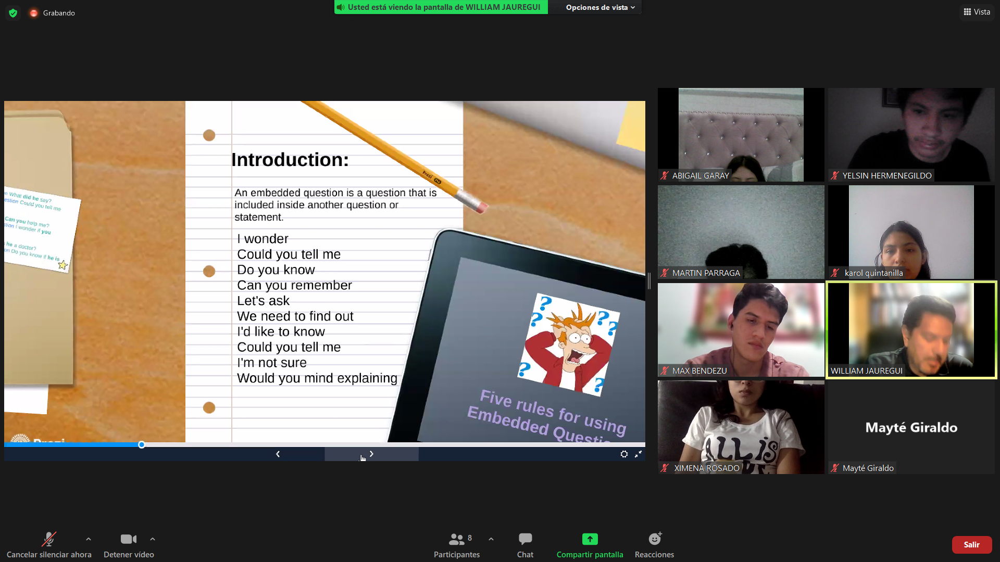 Grabando
Usted está viendo la pantalla de WILLIAM JAUREGUI
Opciones de vista
Vista
What did he say?
Could you tell me
Can you help me?
I wonder if you
he a doctor?
Do you know if he is
Introduction:
Prezi
An embedded question is a question that is
included inside another question or
statement.
I wonder
Could you tell me
Do you know
Can you remember
Let's ask
We need to find out
I'd like to know
Could you tell me
I'm not sure
Would you mind explaining
? ? ? ? ? ?
Five rules for using
Embedded
Prezi
ABIGAIL GARAY
YELSIN HERMENEGILDO
MARTIN PARRAGA
karol quintanilla
MAX BENDEZU
WILLIAM JAUREGUI
ALL IS
XIMENA ROSADO
Mayté Giraldo
Mayté Giraldo
Cancelar silenciar ahora
Detener vídeo
Participantes
8
Chat
Compartir pantalla
Reacciones
Salir